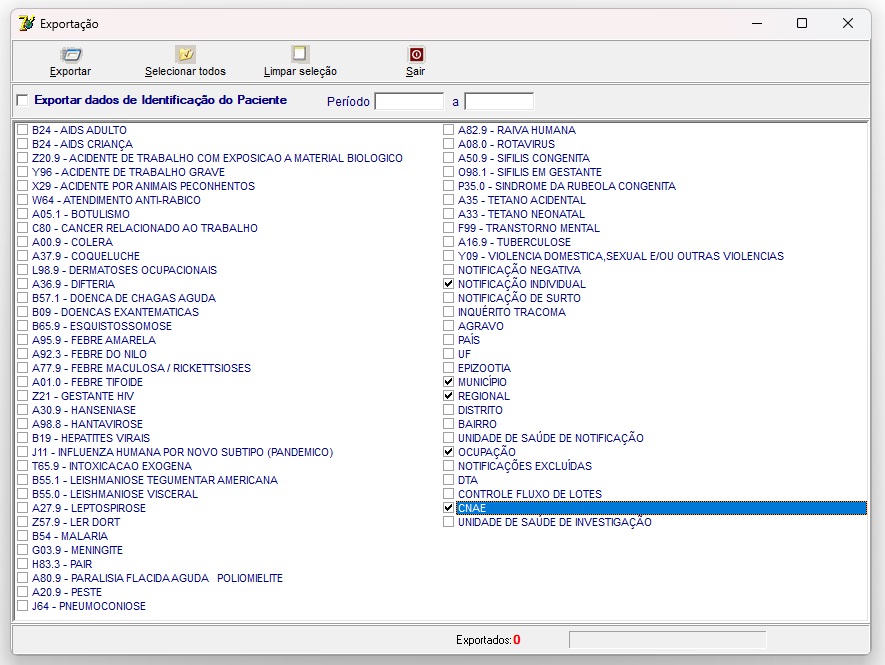 Exportação
Exportar
Selecionar todos
Limpar seleção
Sair
Exportar dados de Identificação do Paciente
Período
a
B24 - AIDS ADULTO
B24 - AIDS CRIANÇA
Z20.9 - ACIDENTE DE TRABALHO COM EXPOSICAO A MATERIAL BIOLOGICO
Y96 - ACIDENTE DE TRABALHO GRAVE
X29 - ACIDENTE POR ANIMAIS PECONHENTOS
W64 - ATENDIMENTO ANTI-RABICO
A05.1 - BOTULISMO
C80 - CANCER RELACIONADO AO TRABALHO
A00.9 - COLERA
A37.9 - COQUELUCHE
L98.9 - DERMATOSES OCUPACIONAIS
A36.9 - DIFTERIA
B57.1 - DOENCA DE CHAGAS AGUDA
B09 - DOENCAS EXANTEMATICAS
B65.9 - ESQUISTOSSOMOSE
A95.9 - FEBRE AMARELA
A92.3 - FEBRE DO NILO
A77.9 - FEBRE MACULOSA / RICKETTSIOSES
A01.0 - FEBRE TIFOIDE
Z21 - GESTANTE HIV
A30.9 - HANSENIASE
A98.8 - HANTAVIROSE
B19 - HEPATITES VIRAIS
J11 - INFLUENZA HUMANA POR NOVO SUBTIPO (PANDEMICO)
T65.9 - INTOXICACAO EXOGENA
B55.1 - LEISHMANIOSE TEGUMENTAR AMERICANA
B55.0 - LEISHMANIOSE VISCERAL
A27.9 - LEPTOSPIROSE
Z57.9 - LER DORT
B54 - MALARIA
G03.9 - MENINGITE
H83.3 - PAIR
A80.9 - PARALISIA FLACIDA AGUDA   POLIOMIELITE
A20.9 - PESTE
J64 - PNEUMOCONIOSE
A82.9 - RAIVA HUMANA
A08.0 - ROTAVIRUS
A50.9 - SIFILIS CONGENITA
O98.1 - SIFILIS EM GESTANTE
P35.0 - SINDROME DA RUBEOLA CONGENITA
A35 - TETANO ACIDENTAL
A33 - TETANO NEONATAL
F99 - TRANSTORNO MENTAL
A16.9 - TUBERCULOSE
Y09 - VIOLENCIA DOMESTICA,SEXUAL E/OU OUTRAS VIOLENCIAS
NOTIFICAÇÃO NEGATIVA
NOTIFICAÇÃO INDIVIDUAL
NOTIFICAÇÃO DE SURTO
INQUÉRITO TRACOMA
AGRAVO
PAÍS
UF
EPIZOOTIA
MUNICÍPIO
REGIONAL
DISTRITO
BAIRRO
UNIDADE DE SAÚDE DE NOTIFICAÇÃO
OCUPAÇÃO
NOTIFICAÇÕES EXCLUÍDAS
DTA
CONTROLE FLUXO DE LOTES
CNAE
UNIDADE DE SAÚDE DE INVESTIGAÇÃO
Exportados: 0